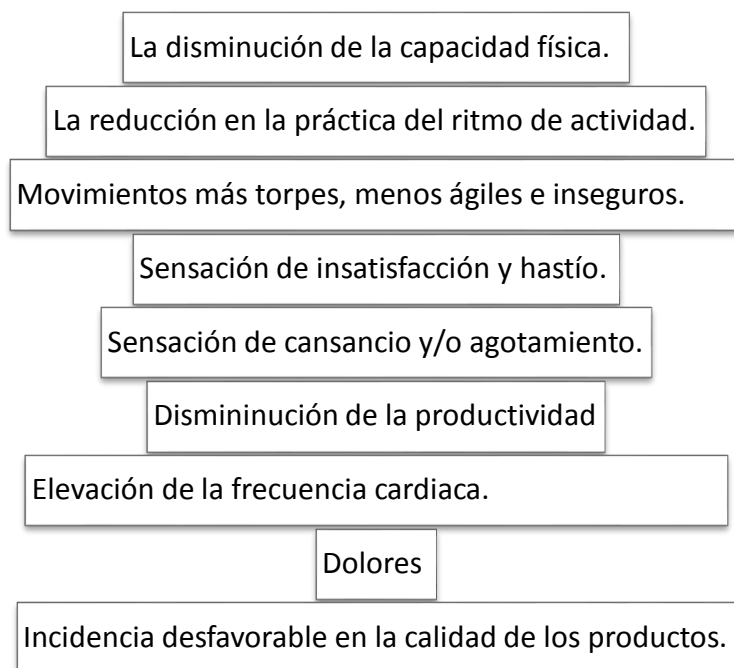 La disminución de la capacidad física.
La reducción en la práctica del ritmo de actividad.
Movimientos más torpes, menos ágiles e inseguros.
Sensación de insatisfacción y hastío.
Sensación de cansancio y/o agotamiento.
Dismininución de la productividad
Elevación de la frecuencia cardiaca.
Dolores
Incidencia desfavorable en la calidad de los productos.